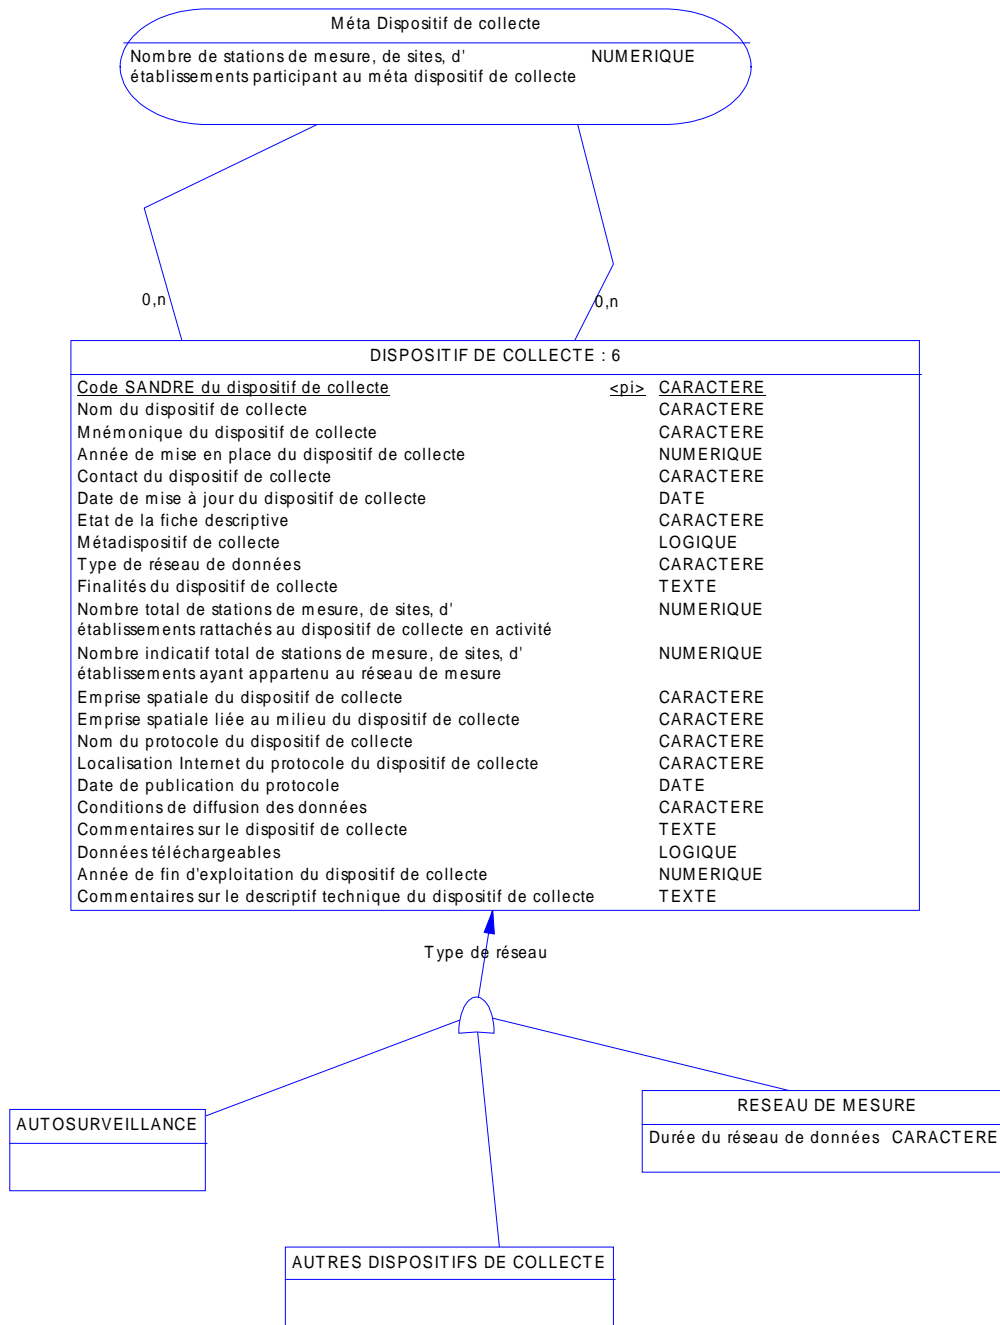 Méta Dispositif de collecte
Nombre de stations de mesure, de sites, d' NUMERIQUE
établissements participant au méta dispositif de collecte
0,n
0,n
DISPOSITIF DE COLLECTE : 6
Code SANDRE du dispositif de collecte <pi> CARACTERE
Nom du dispositif de collecte CARACTERE
Mnémonique du dispositif de collecte CARACTERE
Année de mise en place du dispositif de collecte NUMERIQUE
Contact du dispositif de collecte CARACTERE
Date de mise à jour du dispositif de collecte DATE
Etat de la fiche descriptive CARACTERE
Métadispositif de collecte LOGIQUE
Type de réseau de données CARACTERE
Finalités du dispositif de collecte TEXTE
Nombre total de stations de mesure, de sites, d' NUMERIQUE
établissements rattachés au dispositif de collecte en activité
Nombre indicatif total de stations de mesure, de sites, d' NUMERIQUE
établissements ayant appartenu au réseau de mesure
Emprise spatiale du dispositif de collecte CARACTERE
Emprise spatiale liée au milieu du dispositif de collecte CARACTERE
Nom du protocole du dispositif de collecte CARACTERE
Localisation Internet du protocole du dispositif de collecte CARACTERE
Date de publication du protocole DATE
Conditions de diffusion des données CARACTERE
Commentaires sur le dispositif de collecte TEXTE
Données téléchargeables LOGIQUE
Année de fin d'exploitation du dispositif de collecte NUMERIQUE
Commentaires sur le descriptif technique du dispositif de collecte TEXTE
Type de réseau
RESEAU DE MESURE
Durée du réseau de données CARACTERE
AUTOSURVEILLANCE
AUTRES DISPOSITIFS DE COLLECTE